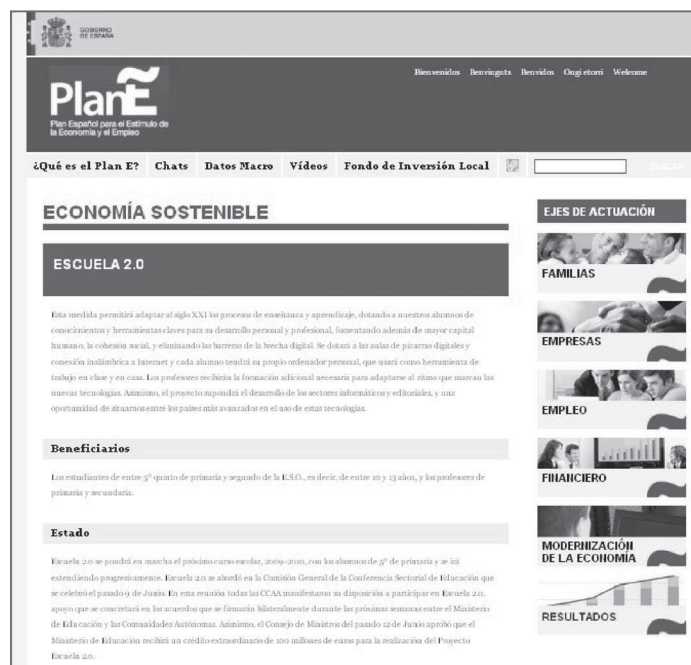 GOBIERNO
DE ESPAÑA
Bienvenidos Benvinguts Benvidos Ongi etorri Welcome
PlanE
Plan Español para el Estímulo de
la Economía y el Empleo
¿Qué es el Plan E? Chats Datos Macro Vídeos Fondo de Inversión Local
ECONOMÍA SOSTENIBLE
ESCUELA 2.0
Esta medida permitirá adaptar al siglo XXI los procesos de enseñanza y aprendizaje, dotando a nuestros alumnos de
conocimientos y herramientas claves para su desarrollo personal y profesional, fomentando además de mayor capital
humano, la cohesión social, y eliminando las barreras de la brecha digital. Se dotará a las aulas de pizarras digitales y
conexión inalámbrica a Internet y cada alumno tendrá su propio ordenador personal, que usará como herramienta de
trabajo en clase y en casa. Los profesores recibirán la formación adicional necesaria para adaptarse al ritmo que marcan las
nuevas tecnologías. Asimismo, el proyecto supondrá el desarrollo de los sectores informáticos y editoriales, y una
oportunidad de situarnos entre los países más avanzados en el uso de estas tecnologías.
Beneficiarios
Los estudiantes de entre 5º quinto de primaria y segundo de la E.S.O., es decir, de entre 10 y 13 años, y los profesores de
primaria y secundaria.
Estado
Escuela 2.0 se pondrá en marcha el próximo curso escolar, 2009-2010, con los alumnos de 5º de primaria y se irá
extendiendo progresivamente. Escuela 2.0 se abordó en la Comisión General de la Conferencia Sectorial de Educación que
se celebró el pasado 9 de Junio. En esta reunión todas las CCAA manifestaron su disposición a participar en Escuela 2.0,
apoyo que se concretará en los acuerdos que se firmarán bilateralmente durante las próximas semanas entre el Ministerio
de Educación y las Comunidades Autónomas. Asimismo, el Consejo de Ministros del pasado 12 de Junio aprobó que el
Ministerio de Educación recibirá un crédito extraordinario de 100 millones de euros para la realización del Proyecto
Escuela 2.0.
EJES DE ACTUACIÓN
FAMILIAS
EMPRESAS
EMPLEO
FINANCIERO
MODERNIZACIÓN
DE LA ECONOMÍA
RESULTADOS